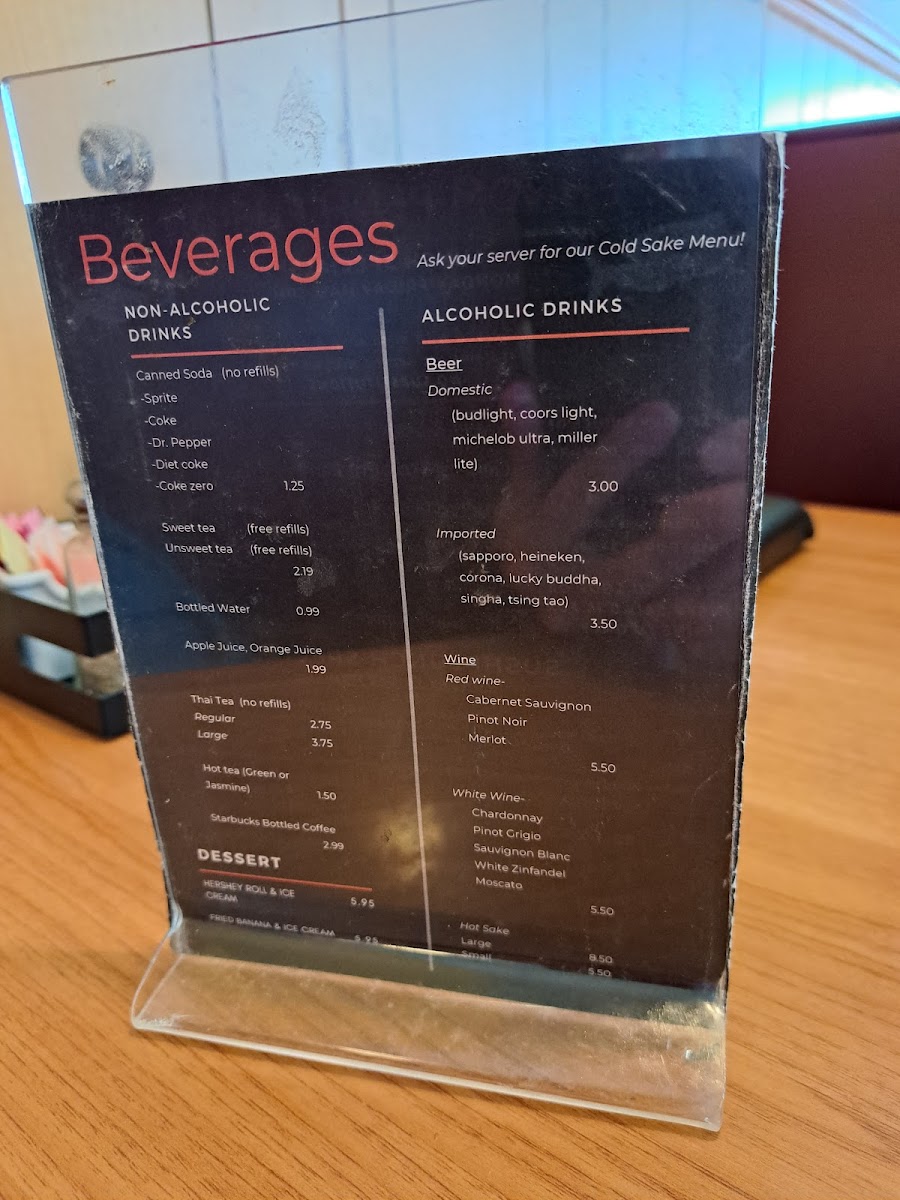 Beverages
Ask your server for our Cold Sake Menu!
NON-ALCOHOLIC
DRINKS
Canned Soda (no refills)
-Sprite
-Coke
-Dr. Pepper
-Diet coke
-Coke zero 1.25
Sweet tea (free refills)
Unsweet tea (free refills)
2.19
Bottled Water 0.99
Apple Juice, Orange Juice
1.99
Thai Tea (no refills)
Regular 2.75
Large 3.75
Hot tea (Green or
Jasmine) 1.50
Starbucks Bottled Coffee
2.99
DESSERT
HERSHEY ROLL & ICE
CREAM 5.95
FRIED BANANA & ICE CREAM 5.95
ALCOHOLIC DRINKS
Beer
Domestic
(budlight, coors light,
michelob ultra, miller
lite)
3.00
Imported
(sapporo, heineken,
corona, lucky buddha,
singha, tsing tao)
3.50
Wine
Red wine-
Cabernet Sauvignon
Pinot Noir
Merlot
5.50
White Wine-
Chardonnay
Pinot Grigio
Sauvignon Blanc
White Zinfandel
Moscato
5.50
Hot Sake
Large 8.50
Small 5.50